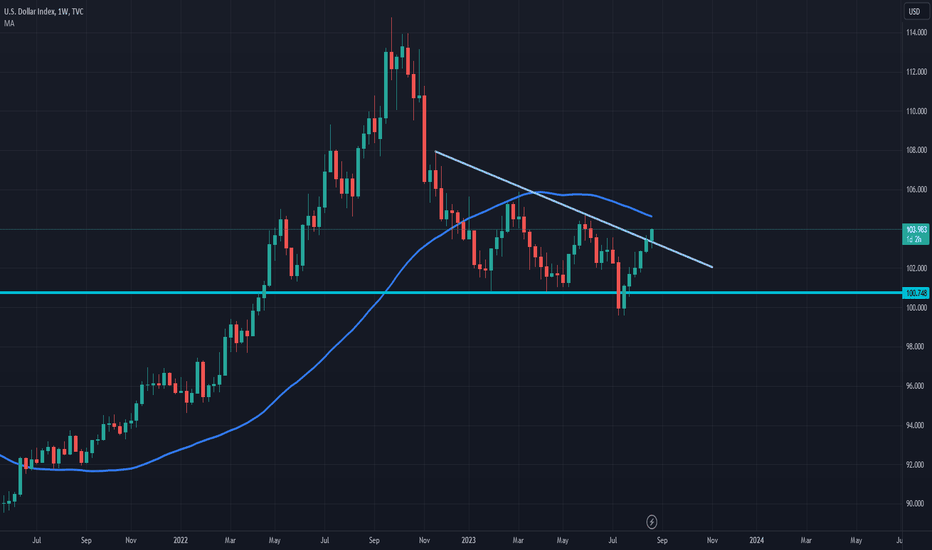 U.S. Dollar Index, 1W, TVC
MA
USD
114.000
112.000
110.000
108.000
106.000
103.983
1d 2h
102.000
100.748
100.000
98.000
96.000
94.000
92.000
90.000
Jul Sep Nov 2022 Mar May Jul Sep Nov 2023 Mar May Jul Sep Nov 2024 Mar May Ju